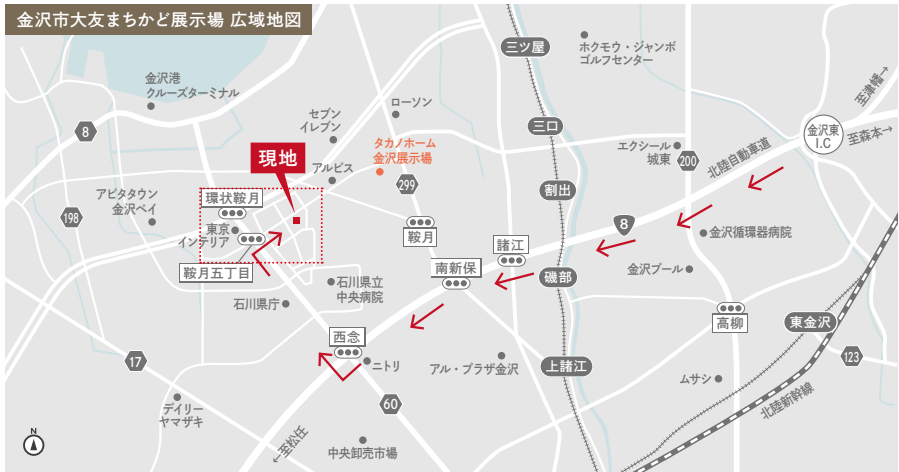 金沢市大友まちかど展示場 広域地図
三ツ屋
ホクモウ・ジャンボ
ゴルフセンター
金沢港
クルーズターミナル
至津幡→
ローソン
セブン
イレブン
8
三口
金沢東
I.C
至森本→
タカノホーム
金沢展示場
エクシール
城東
200
北陸自動車道
現地
アルビス
299
割出
環状鞍月
アピタタウン
金沢ベイ
198
東京
インテリア
鞍月
8
金沢循環器病院
諸江
鞍月五丁目
南新保
磯部
金沢プール
石川県立
中央病院
石川県庁
高柳
東金沢
西念
17
ニトリ
アル・プラザ金沢
上諸江
123
ムサシ
北陸新幹線
60
デイリー
ヤマザキ
←至松任
中央卸売市場
N